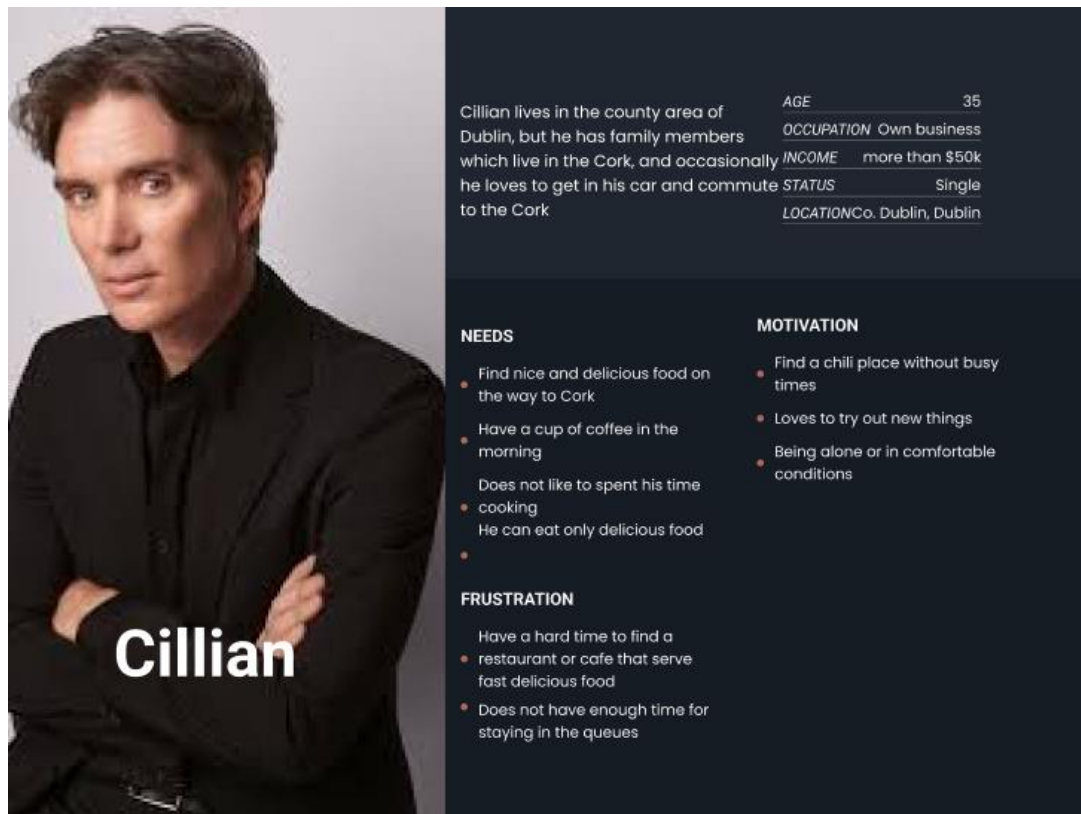 Cillian lives in the county area of
Dublin, but he has family members
which live in the Cork, and occasionally
he loves to get in his car and commute
to the Cork
AGE 35
OCCUPATION Own business
INCOME more than $50k
STATUS Single
LOCATION Co. Dublin, Dublin
NEEDS
Find nice and delicious food on
the way to Cork
Have a cup of coffee in the
morning
Does not like to spent his time
cooking
He can eat only delicious food
MOTIVATION
Find a chili place without busy
times
Loves to try out new things
Being alone or in comfortable
conditions
FRUSTRATION
Have a hard time to find a
restaurant or cafe that serve
fast delicious food
Does not have enough time for
staying in the queues
Cillian